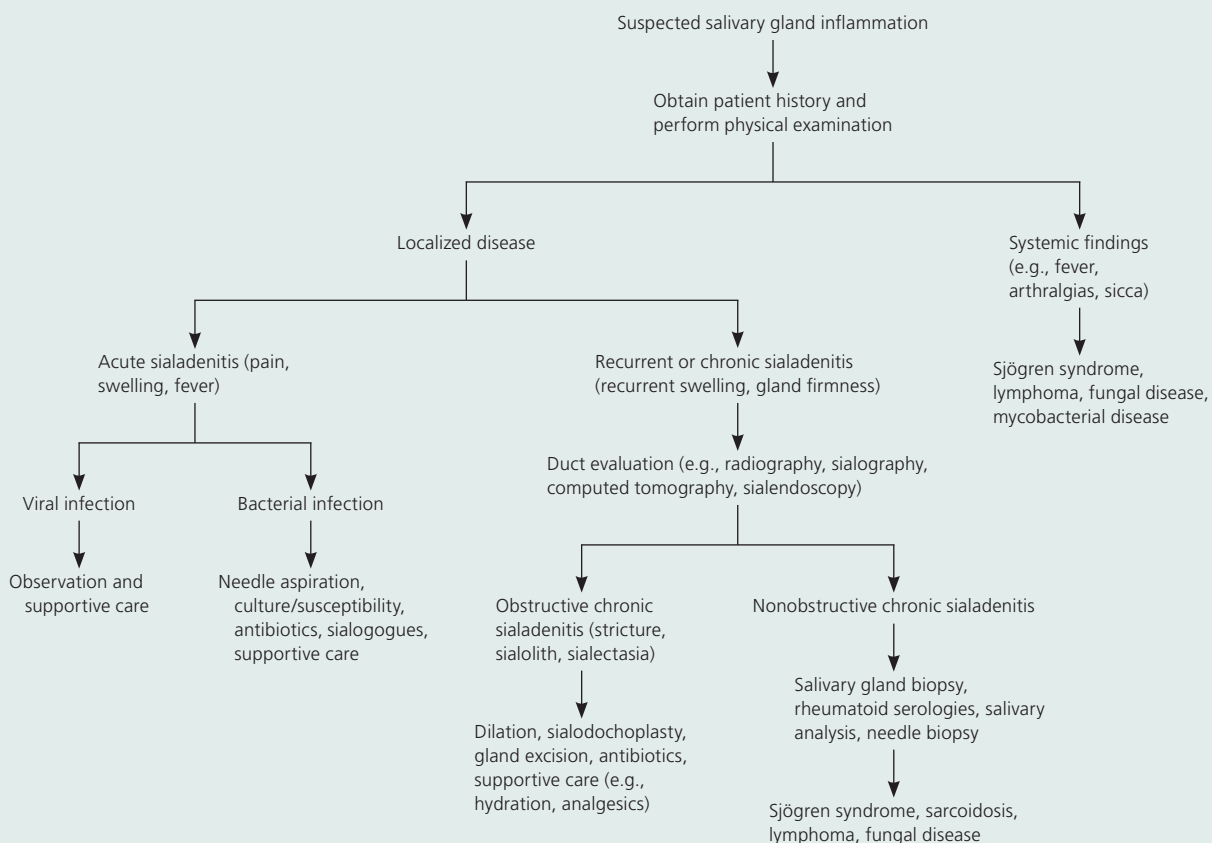 Suspected salivary gland inflammation
Obtain patient history and
perform physical examination
Localized disease
Systemic findings
(e.g., fever,
arthralgias, sicca)
Acute sialadenitis (pain,
swelling, fever)
Recurrent or chronic sialadenitis
(recurrent swelling, gland firmness)
Sjögren syndrome,
lymphoma, fungal disease,
mycobacterial disease
Duct evaluation (e.g., radiography, sialography,
computed tomography, sialendoscopy)
Viral infection
Bacterial infection
Observation and
supportive care
Needle aspiration,
culture/susceptibility,
antibiotics, sialogogues,
supportive care
Obstructive chronic
sialadenitis (stricture,
sialolith, sialectasia)
Nonobstructive chronic sialadenitis
Dilation, sialodochoplasty,
gland excision, antibiotics,
supportive care (e.g.,
hydration, analgesics)
Salivary gland biopsy,
rheumatoid serologies, salivary
analysis, needle biopsy
Sjögren syndrome, sarcoidosis,
lymphoma, fungal disease